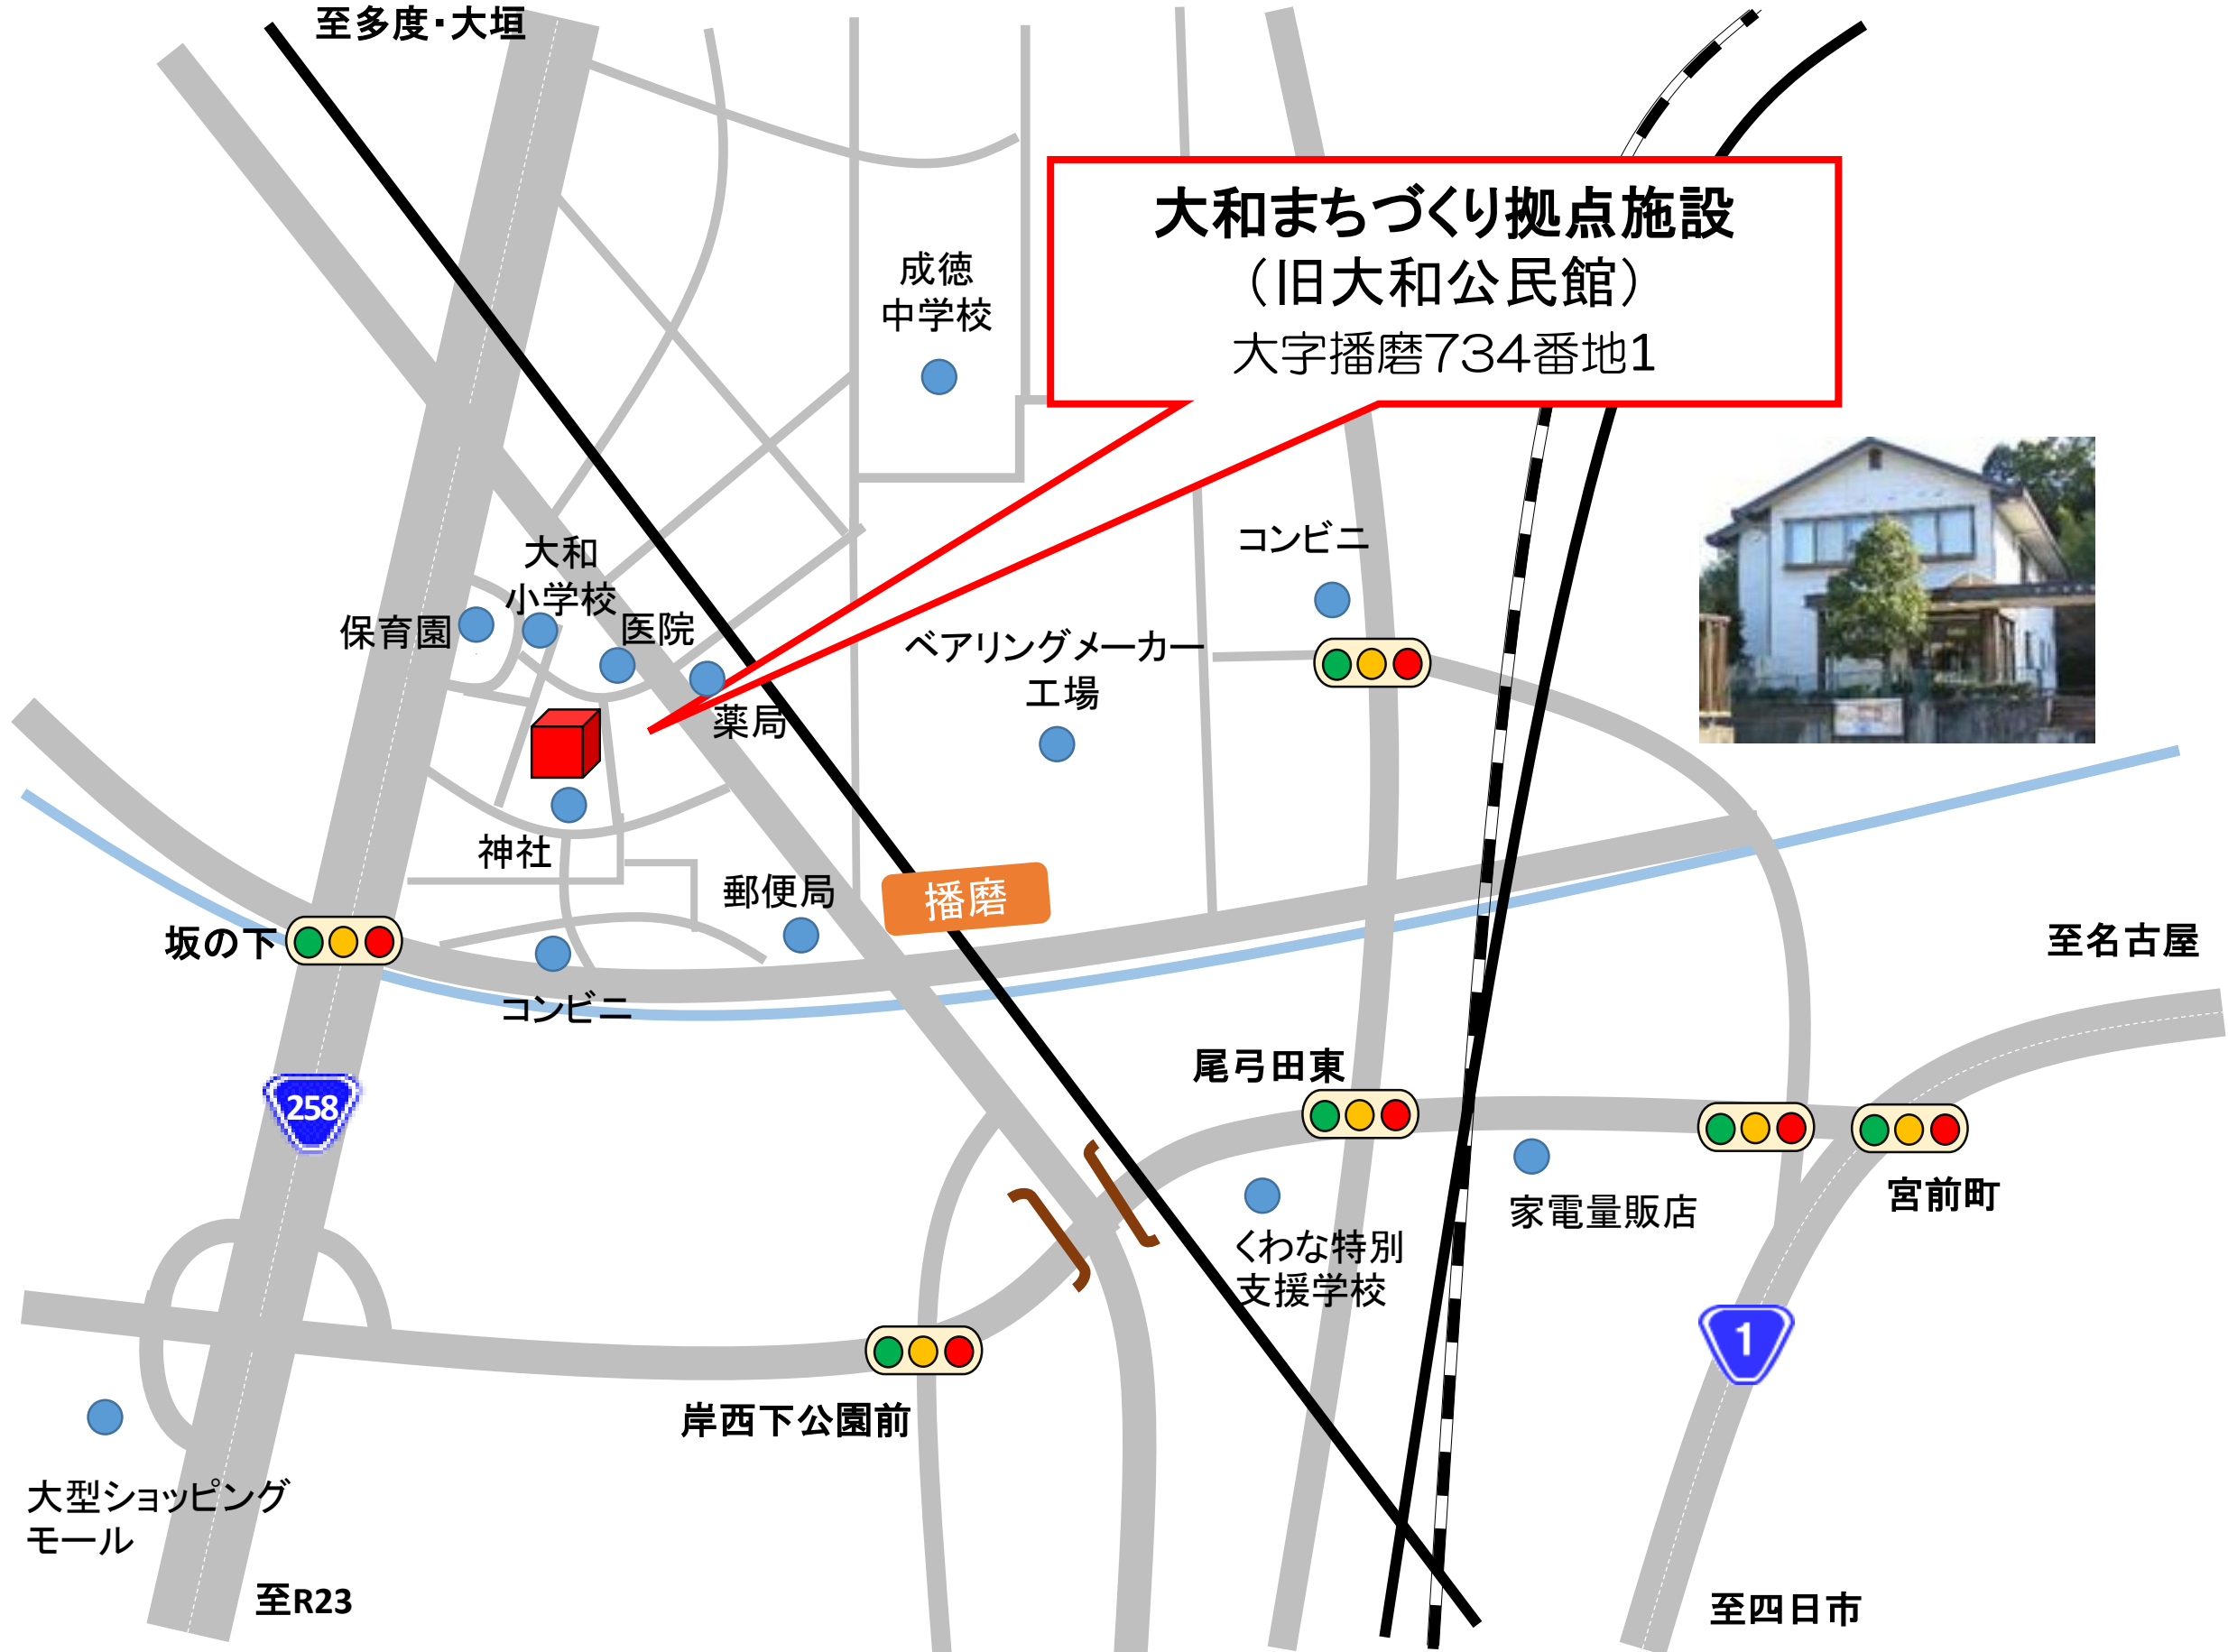 至多度・大垣
大和まちづくり拠点施設
（旧大和公民館）
大字播磨734番地1
成徳
中学校
大和
小学校
保育園
医院
薬局
コンビニ
ベアリングメーカー
工場
神社
郵便局
播磨
坂の下
コンビニ
至名古屋
258
尾弓田東
宮前町
家電量販店
くわな特別
支援学校
1
岸西下公園前
大型ショッピング
モール
至R23
至四日市